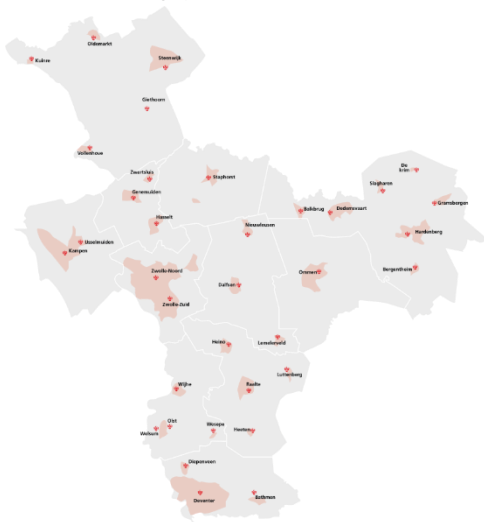 Oldemarkt
Kuinre
Steenwijk
Giethoorn
Vollenhove
Zwartsluis
Staphorst
Genemuiden
Hasselt
De
Krim
Slagharen
Gramsbergen
Balkbrug
Dedemsvaart
Hardenberg
Nieuwleusen
IJsselmuiden
Kampen
Zwolle-Noord
Bergentheim
Ommen
Dalfsen
Zwolle-Zuid
Heino
Lemelerveld
Luttenberg
Wijhe
Raalte
Olst
Wesepe
Welsum
Heeten
Diepenveen
Deventer
Bathmen